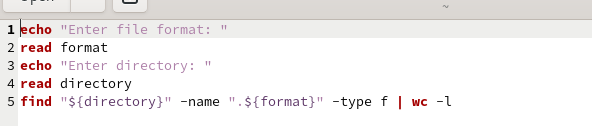 Open
1 echo "Enter file format: "
2 read format
3 echo "Enter directory: "
4 read directory
5 find "${directory}" -name ".${format}" -type f | wc -l